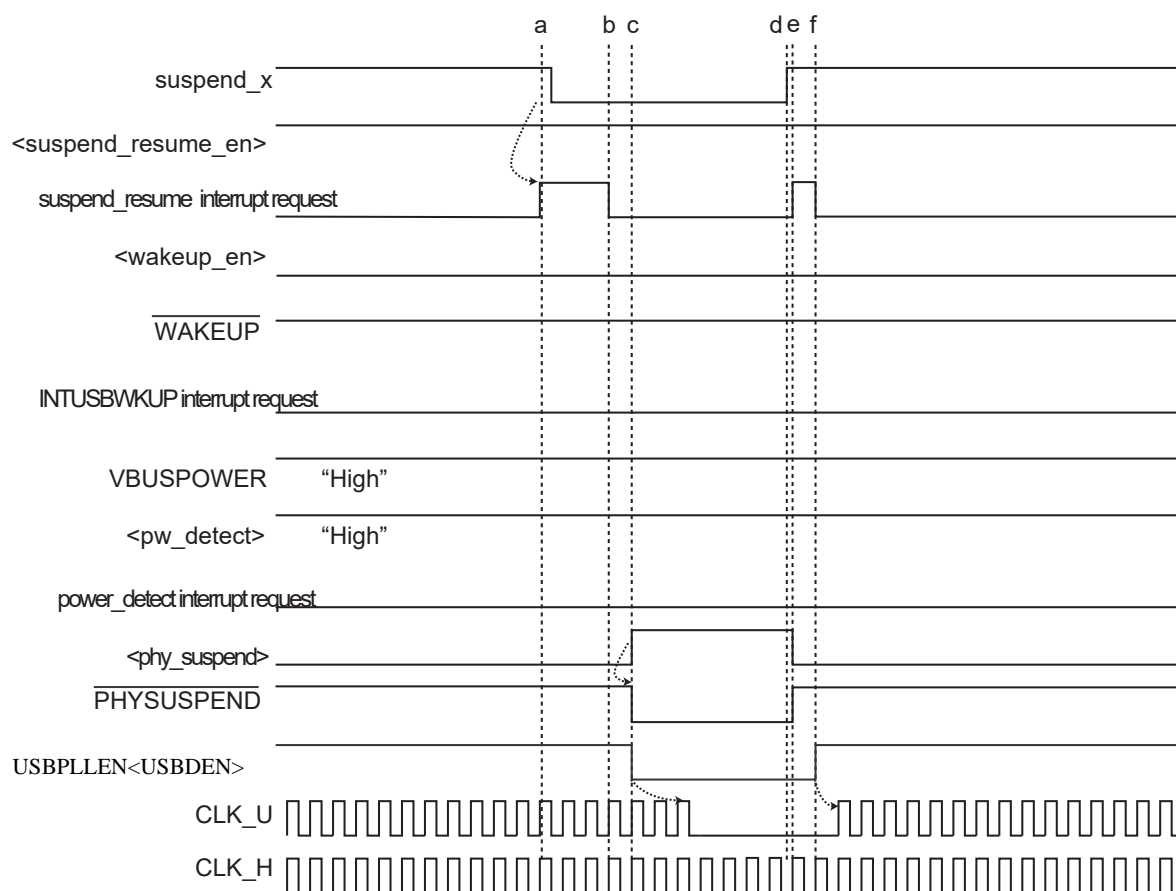 a b c d e f
suspend_x
<suspend_resume_en>
suspend_resume interrupt request
<wakeup_en>
WAKEUP
INTUSBWKUP interrupt request
VBUSPOWER “High”
<pw_detect> “High”
power_detect interrupt request
<phy_suspend>
PHYSUSPEND
USBPLLEN<USBDEN>
CLK_U
CLK_H